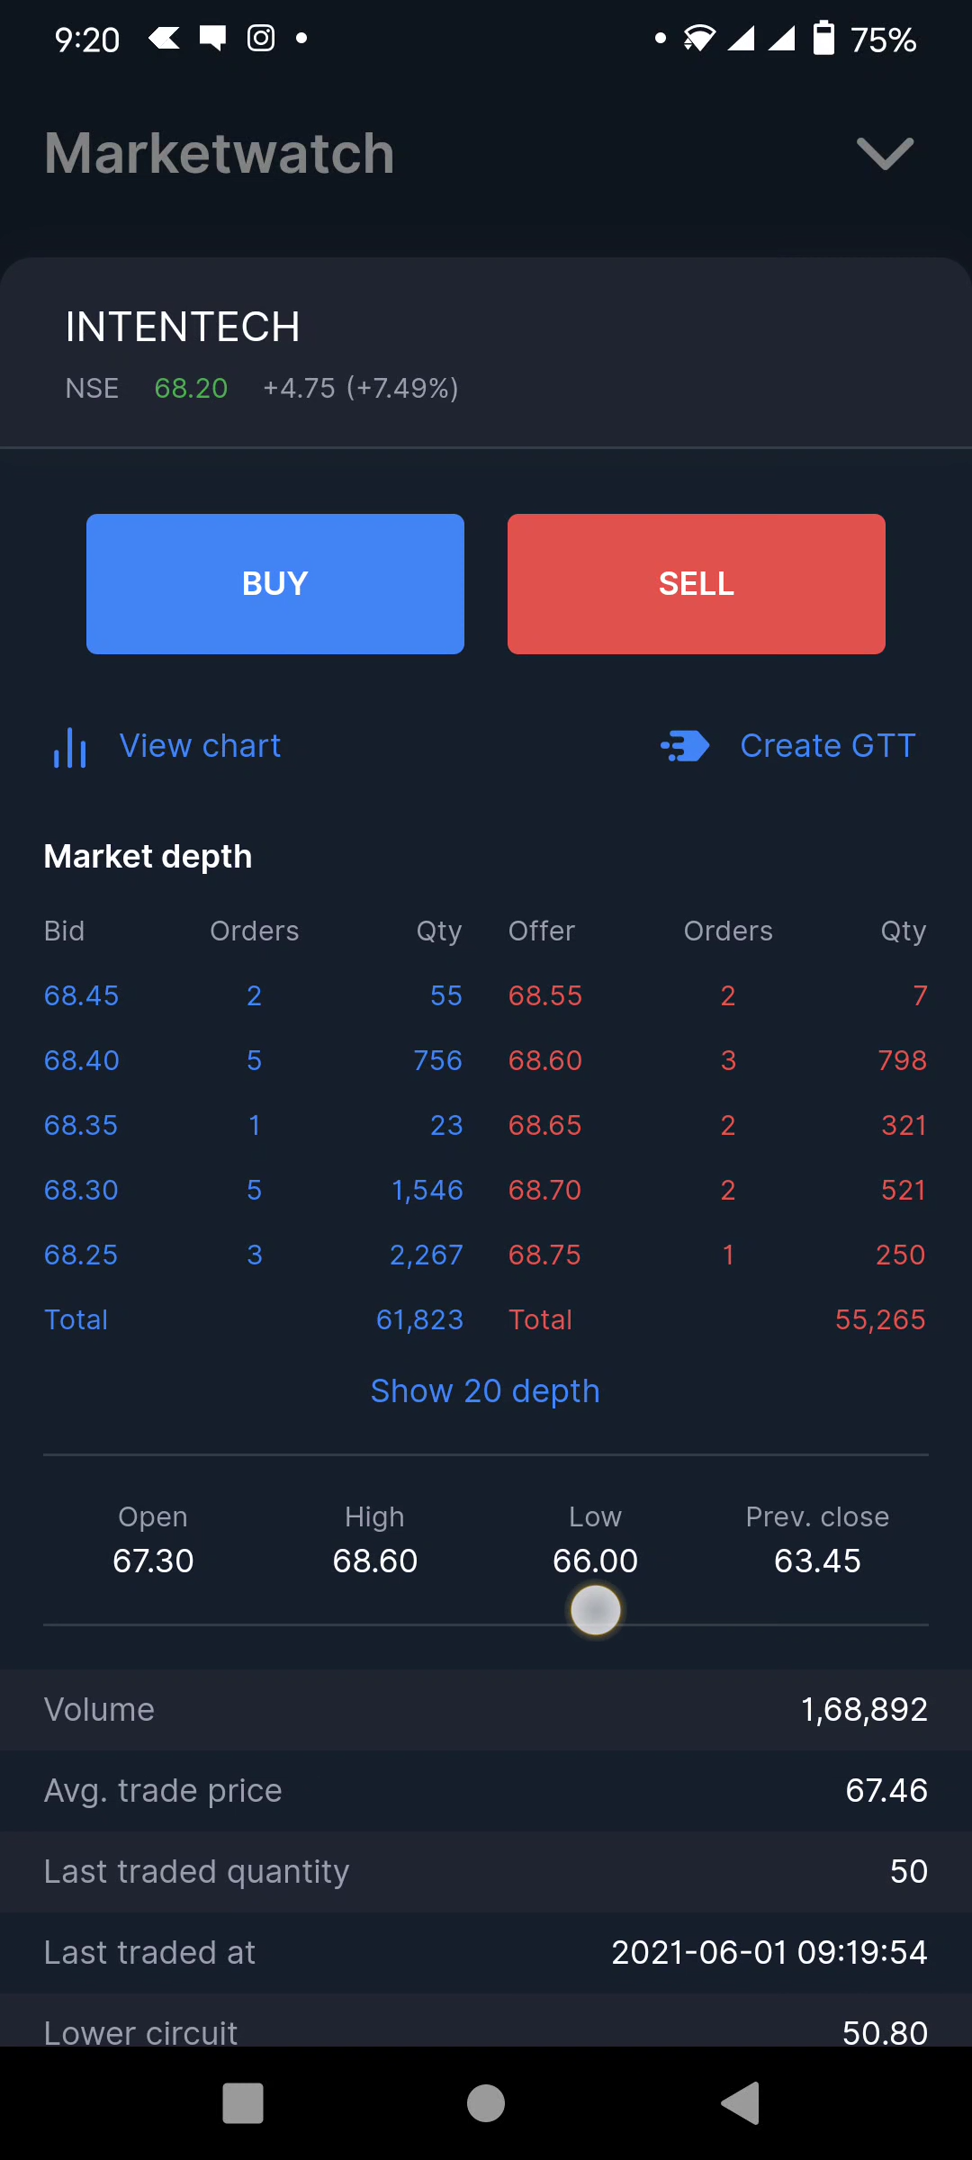 9:20 75%
Marketwatch
INTENTECH
NSE 68.20 +4.75 (+7.49%)
BUY SELL
View chart Create GTT
Market depth
Bid Orders Qty Offer Orders Qty
68.45 2 55 68.55 2 7
68.40 5 756 68.60 3 798
68.35 1 23 68.65 2 321
68.30 5 1,546 68.70 2 521
68.25 3 2,267 68.75 1 250
Total 61,823 Total 55,265
Show 20 depth
Open High Low Prev. close
67.30 68.60 66.00 63.45
Volume 1,68,892
Avg. trade price 67.46
Last traded quantity 50
Last traded at 2021-06-01 09:19:54
Lower circuit 50.80